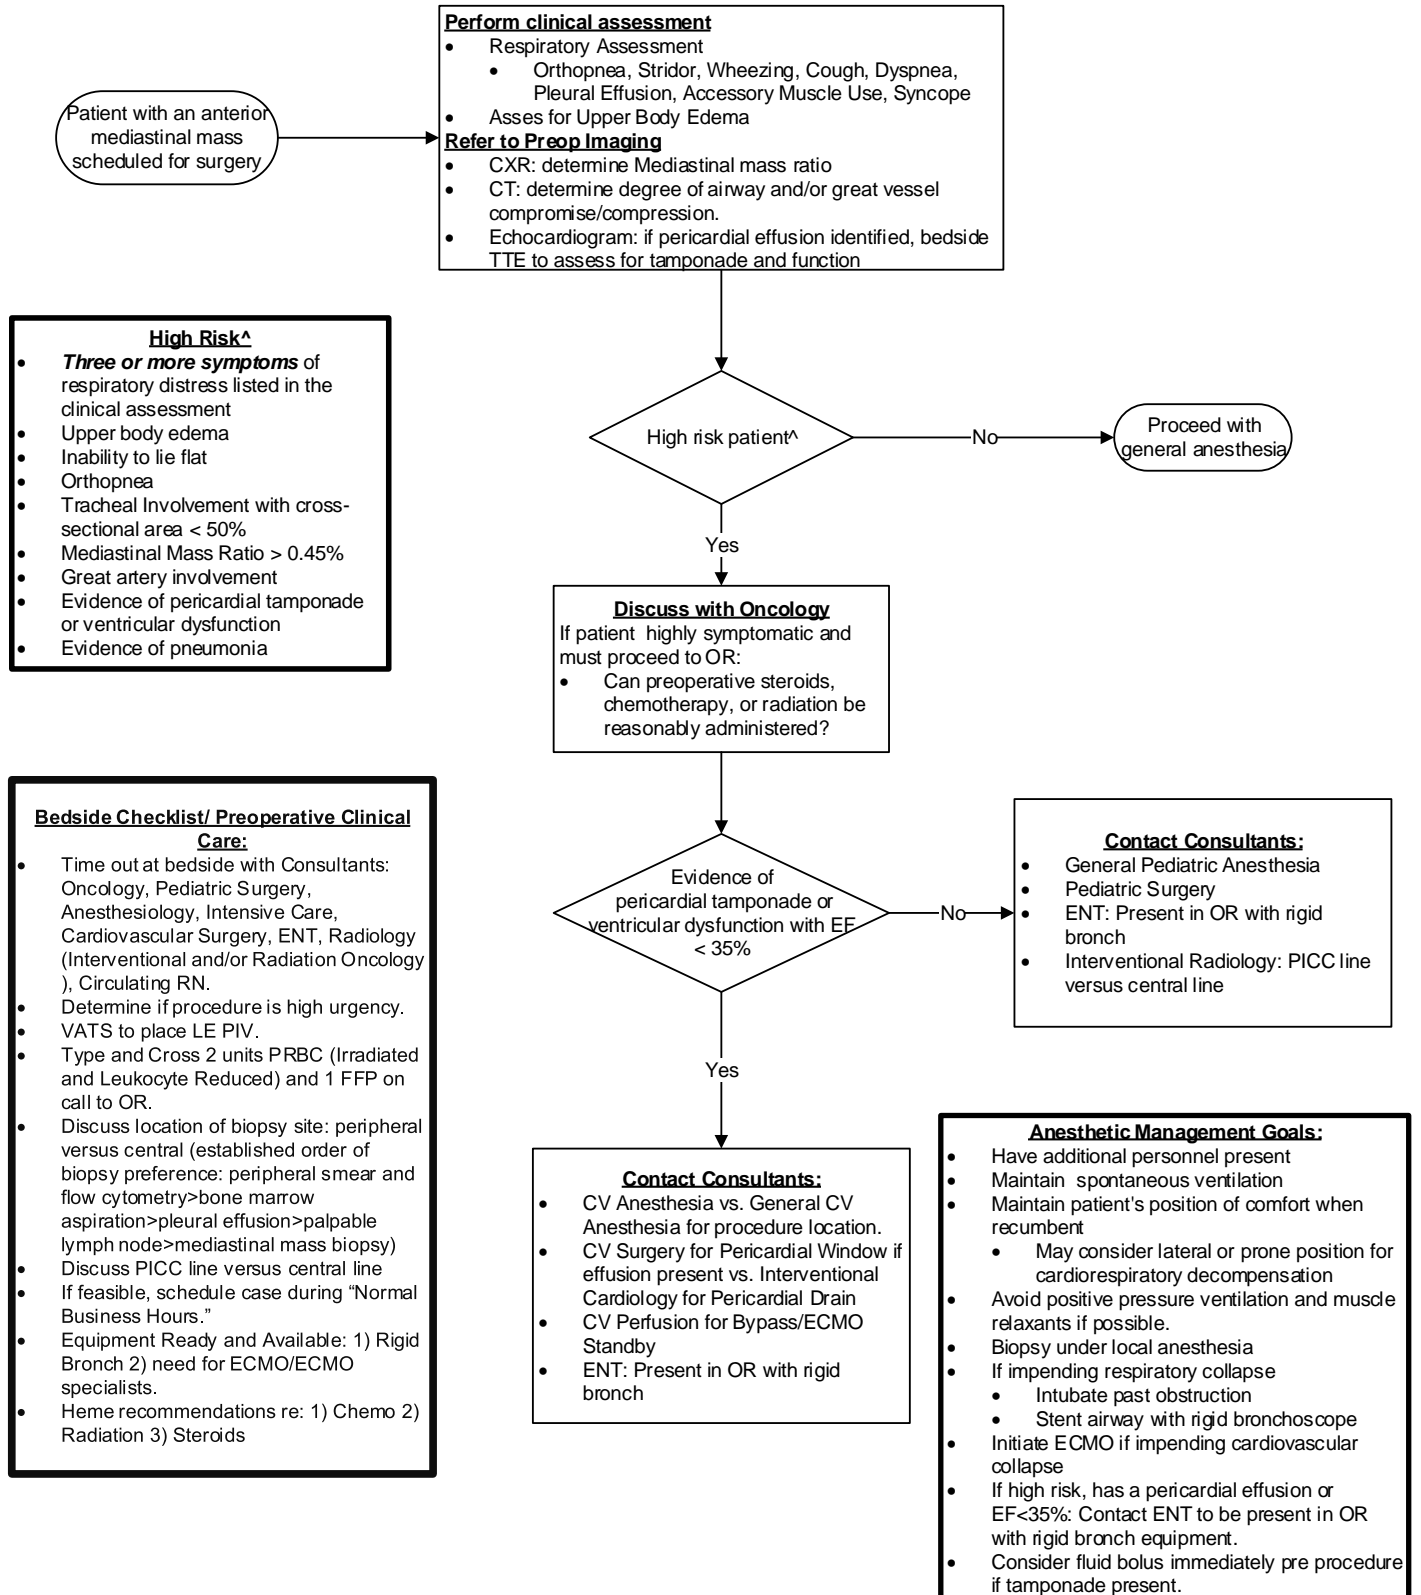 Perform clinical assessment
• Respiratory Assessment
• Orthopnea, Stridor, Wheezing, Cough, Dyspnea,
Pleural Effusion, Accessory Muscle Use, Syncope
• Asses for Upper Body Edema
Refer to Preop Imaging
• CXR: determine Mediastinal mass ratio
• CT: determine degree of airway and/or great vessel
compromise/compression.
• Echocardiogram: if pericardial effusion identified, bedside
TTE to assess for tamponade and function
Patient with an anterior
mediastinal mass
scheduled for surgery
High Risk^
• Three or more symptoms of
respiratory distress listed in the
clinical assessment
• Upper body edema
• Inability to lie flat
• Orthopnea
• Tracheal Involvement with cross-
sectional area < 50%
• Mediastinal Mass Ratio > 0.45%
• Great artery involvement
• Evidence of pericardial tamponade
or ventricular dysfunction
• Evidence of pneumonia
High risk patient^
No
Proceed with
general anesthesia
Yes
Discuss with Oncology
If patient highly symptomatic and
must proceed to OR:
• Can preoperative steroids,
chemotherapy, or radiation be
reasonably administered?
Bedside Checklist/ Preoperative Clinical
Care:
• Time out at bedside with Consultants:
Oncology, Pediatric Surgery,
Anesthesiology, Intensive Care,
Cardiovascular Surgery, ENT, Radiology
(Interventional and/or Radiation Oncology
), Circulating RN.
• Determine if procedure is high urgency.
• VATS to place LE PIV.
• Type and Cross 2 units PRBC (Irradiated
and Leukocyte Reduced) and 1 FFP on
call to OR.
• Discuss location of biopsy site: peripheral
versus central (established order of
biopsy preference: peripheral smear and
flow cytometry>bone marrow
aspiration>pleural effusion>palpable
lymph node>mediastinal mass biopsy)
• Discuss PICC line versus central line
• If feasible, schedule case during “Normal
Business Hours.”
• Equipment Ready and Available: 1) Rigid
Bronch 2) need for ECMO/ECMO
specialists.
• Heme recommendations re: 1) Chemo 2)
Radiation 3) Steroids
Evidence of
pericardial tamponade or
ventricular dysfunction with EF
< 35%
No
Contact Consultants:
• General Pediatric Anesthesia
• Pediatric Surgery
• ENT: Present in OR with rigid
bronch
• Interventional Radiology: PICC line
versus central line
Yes
Contact Consultants:
• CV Anesthesia vs. General CV
Anesthesia for procedure location.
• CV Surgery for Pericardial Window if
effusion present vs. Interventional
Cardiology for Pericardial Drain
• CV Perfusion for Bypass/ECMO
Standby
• ENT: Present in OR with rigid
bronch
Anesthetic Management Goals:
• Have additional personnel present
• Maintain spontaneous ventilation
• Maintain patient's position of comfort when
recumbent
• May consider lateral or prone position for
cardiorespiratory decompensation
• Avoid positive pressure ventilation and muscle
relaxants if possible.
• Biopsy under local anesthesia
• If impending respiratory collapse
• Intubate past obstruction
• Stent airway with rigid bronchoscope
• Initiate ECMO if impending cardiovascular
collapse
• If high risk, has a pericardial effusion or
EF<35%: Contact ENT to be present in OR
with rigid bronch equipment.
• Consider fluid bolus immediately pre procedure
if tamponade present.